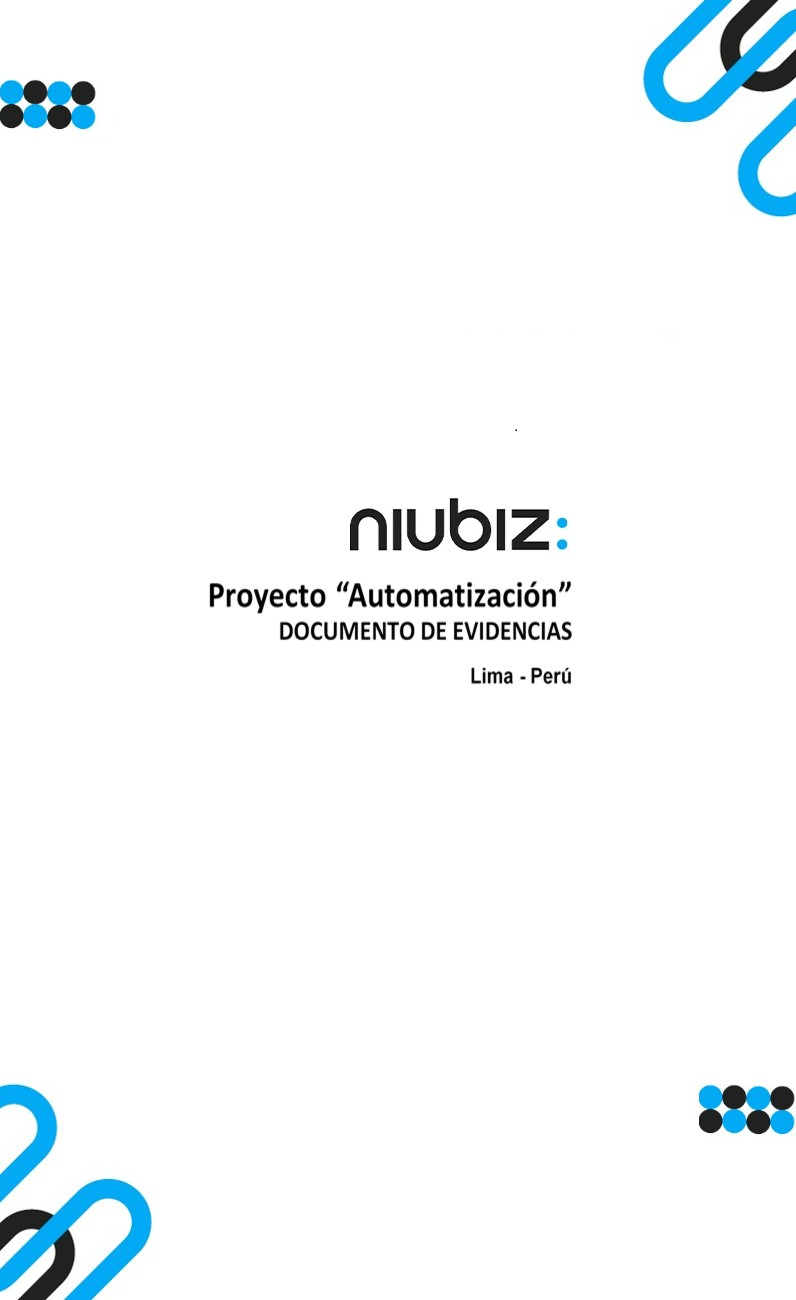 niubiz:
Proyecto “Automatización”
DOCUMENTO DE EVIDENCIAS
Lima - Perú